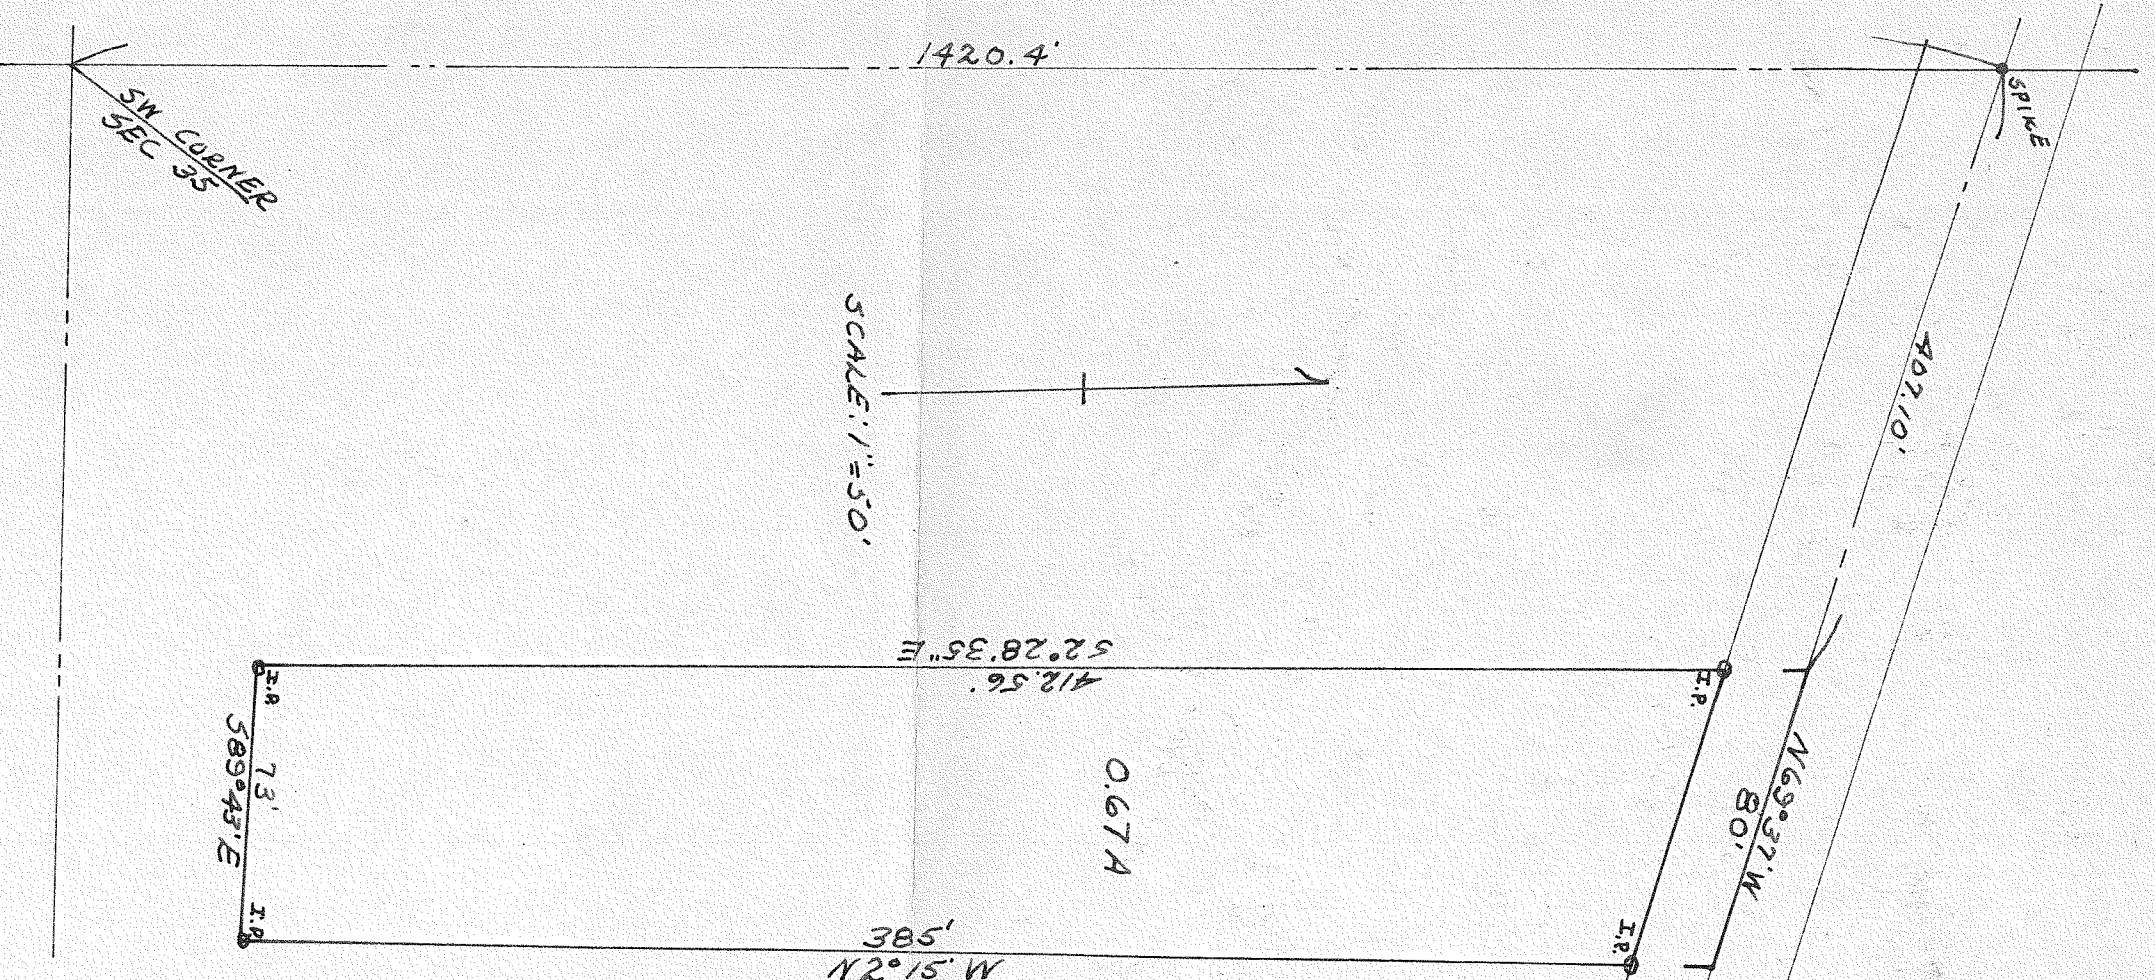 1420.4'
SW CORNER
SEC 35
SPIKE
407.10'
SCALE: 1"=50'
S2°28'35"E
412.56'
I.P.
I.P.
N69°37'W
80'
73'
S89°43'E
0.67A
I.P.
I.P.
385'
N2°15'W